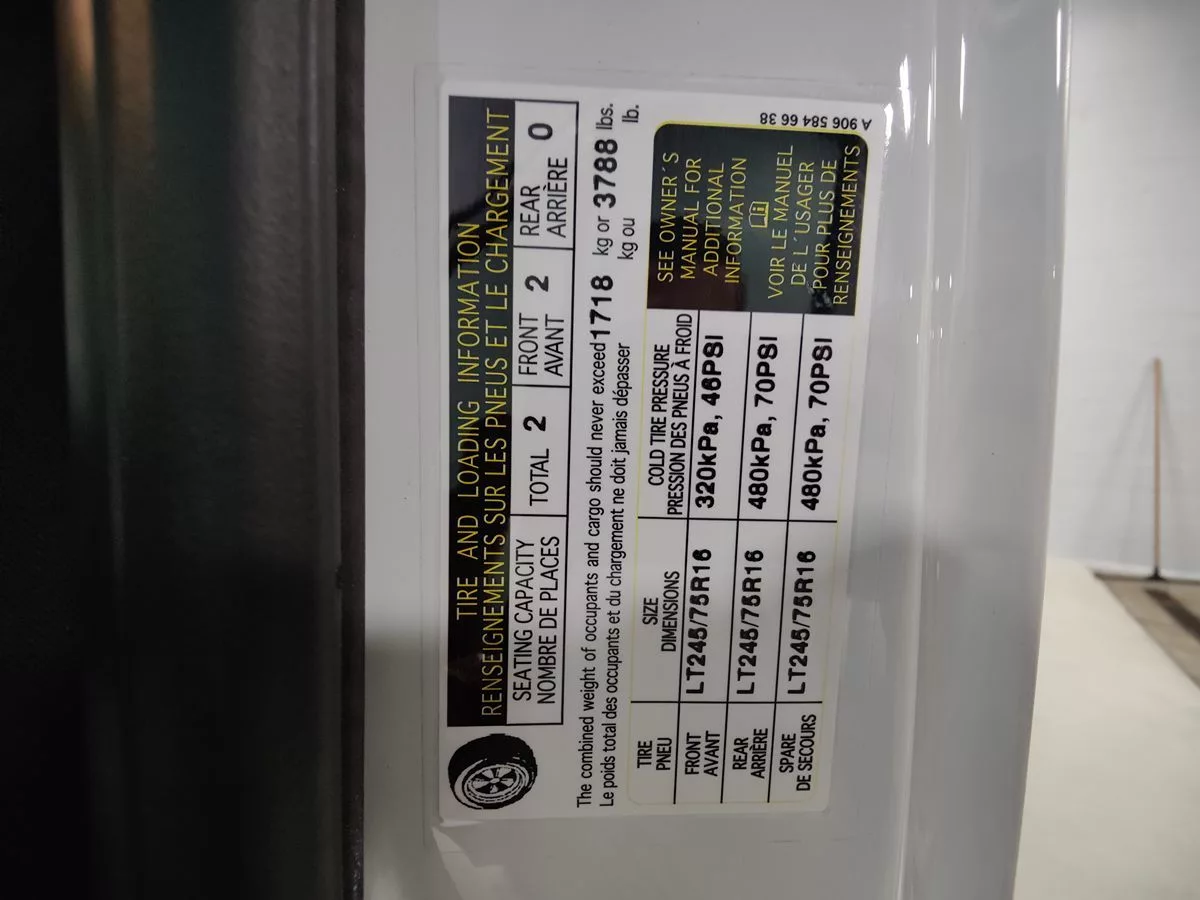 TIRE AND LOADING INFORMATION
RENSEIGNEMENTS SUR LES PNEUS ET LE CHARGEMENT
SEATING CAPACITY
NOMBRE DE PLACES
TOTAL 2
FRONT
AVANT 2
REAR
ARRIÈRE 0
The combined weight of occupants and cargo should never exceed 1718 kg or 3788 lbs.
Le poids total des occupants et du chargement ne doit jamais dépasser kg ou lb.
TIRE
PNEU
SIZE
DIMENSIONS
COLD TIRE PRESSURE
PRESSION DES PNEUS À FROID
FRONT
AVANT
LT245/75R16
320kPa, 46PSI
REAR
ARRIÈRE
LT245/75R16
480kPa, 70PSI
SPARE
DE SECOURS
LT245/75R16
480kPa, 70PSI
SEE OWNER´S
MANUAL FOR
ADDITIONAL
INFORMATION
VOIR LE MANUEL
DE L´USAGER
POUR PLUS DE
RENSEIGNEMENTS
A 906 584 66 38